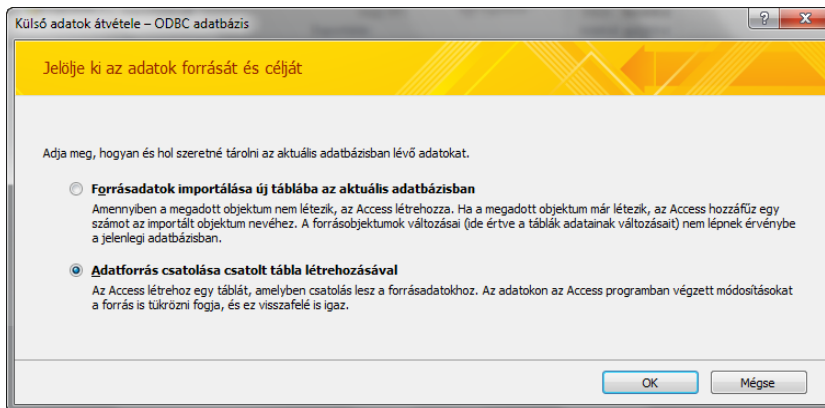 Külső adatok átvétele – ODBC adatbázis
Jelölje ki az adatok forrását és célját
Adja meg, hogyan és hol szeretné tárolni az aktuális adatbázisban lévő adatokat.
Forrásadatok importálása új táblába az aktuális adatbázisban
Amennyiben a megadott objektum nem létezik, az Access létrehozza. Ha a megadott objektum már létezik, az Access hozzáfűz egy
számot az importált objektum nevéhez. A forrásobjektumok változásai (ide értve a táblák adatainak változásait) nem lépnek érvénybe
a jelenlegi adatbázisban.
Adatforrás csatolása csatolt tábla létrehozásával
Az Access létrehoz egy táblát, amelyben csatolás lesz a forrásadatokhoz. Az adatokon az Access programban végzett módosításokat
a forrás is tükrözni fogja, és ez visszafelé is igaz.
OK Mégse